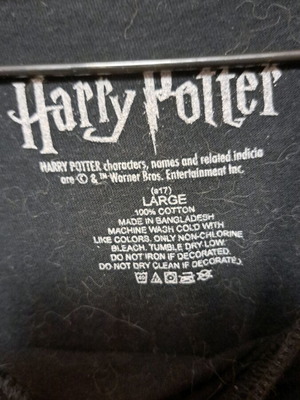 Harry Potter
HARRY POTTER characters, names and related indicia
are © & ™ Warner Bros. Entertainment Inc.
(s17)
LARGE
100% COTTON
MADE IN BANGLADESH
MACHINE WASH COLD WITH
LIKE COLORS, ONLY NON-CHLORINE
BLEACH. TUMBLE DRY LOW.
DO NOT IRON IF DECORATED.
DO NOT DRY CLEAN IF DECORATED.